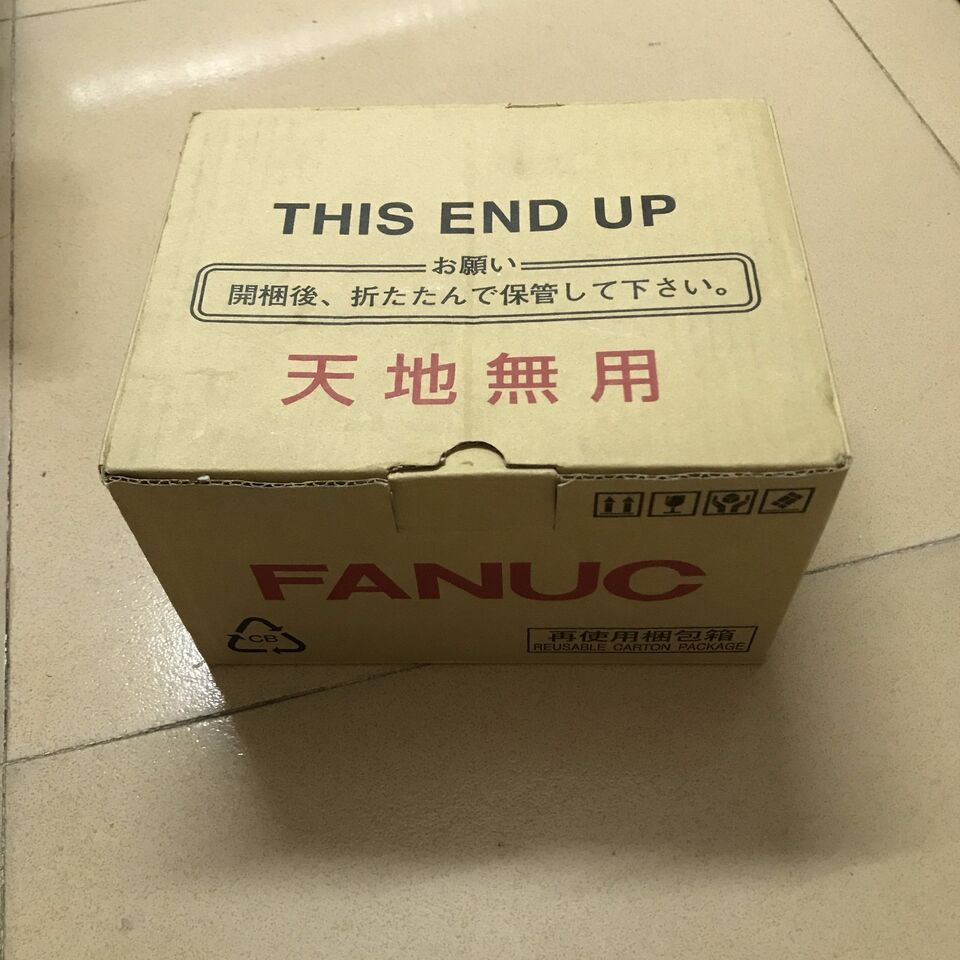 THIS END UP
お願い
開梱後、折たたんで保管して下さい。
天地無用
FANUC
CB
再使用梱包箱
REUSABLE CARTON PACKAGE